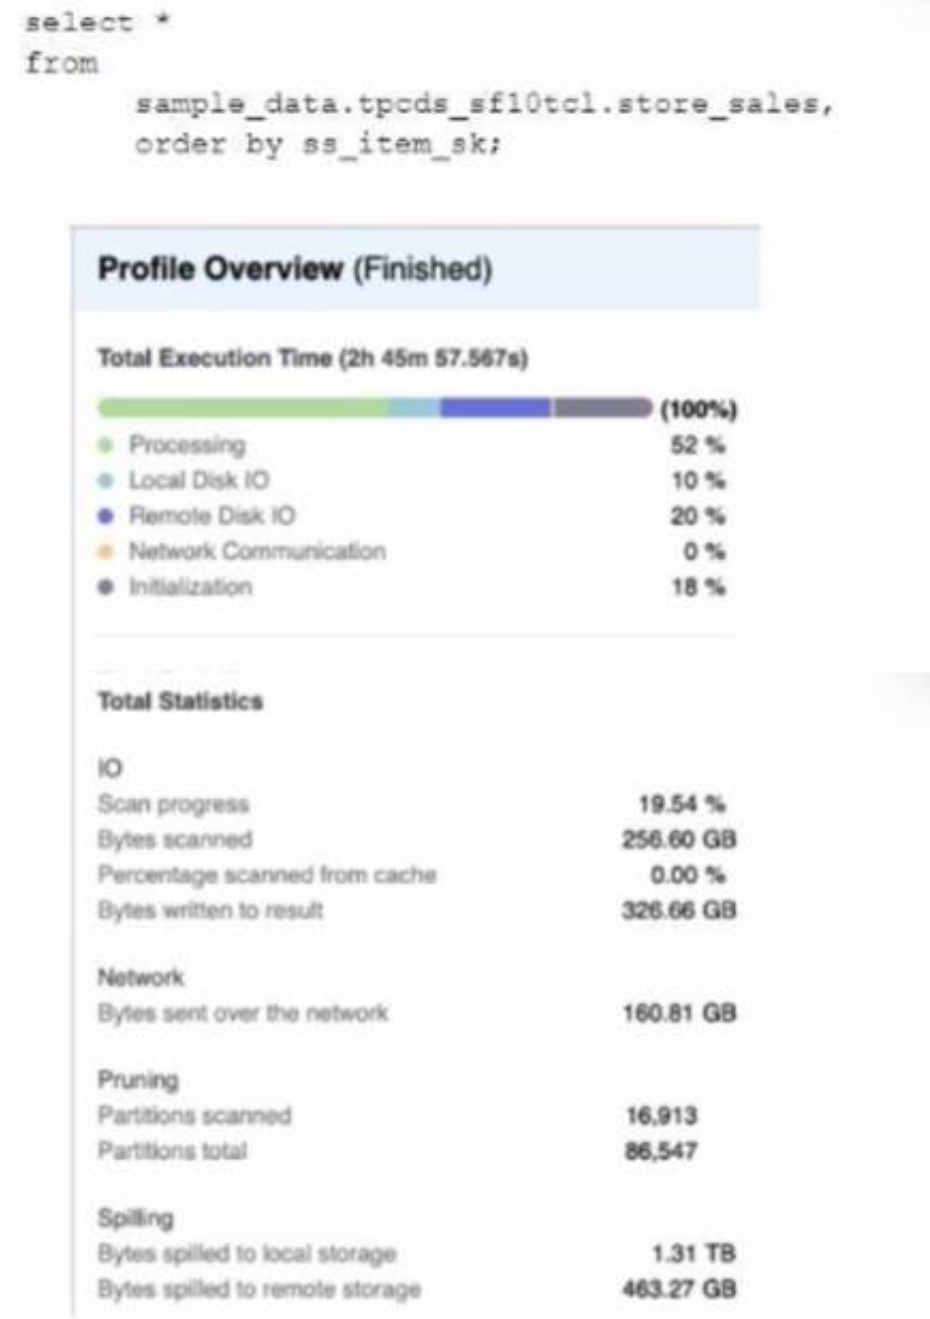 select *
from
sample_data.tpcds_sf10tcl.store_sales,
order by ss_item_sk;
Profile Overview (Finished)
Total Execution Time (2h 45m 57.567s)
(100%)
Processing 52 %
Local Disk IO 10 %
Remote Disk IO 20 %
Network Communication 0 %
Initialization 18 %
Total Statistics
IO
Scan progress 19.54 %
Bytes scanned 256.60 GB
Percentage scanned from cache 0.00 %
Bytes written to result 326.66 GB
Network
Bytes sent over the network 160.81 GB
Pruning
Partitions scanned 16,913
Partitions total 86,547
Spilling
Bytes spilled to local storage 1.31 TB
Bytes spilled to remote storage 463.27 GB